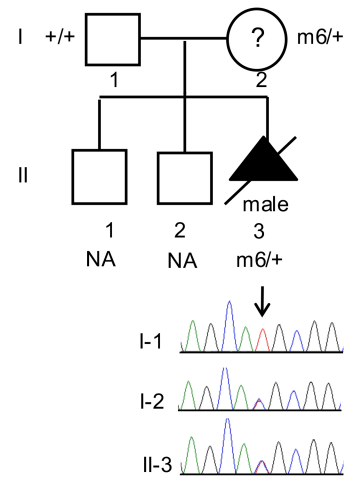 I +/+ ? m6/+
1 2
II
male
1 2 3
NA NA m6/+
I-1
I-2
II-3